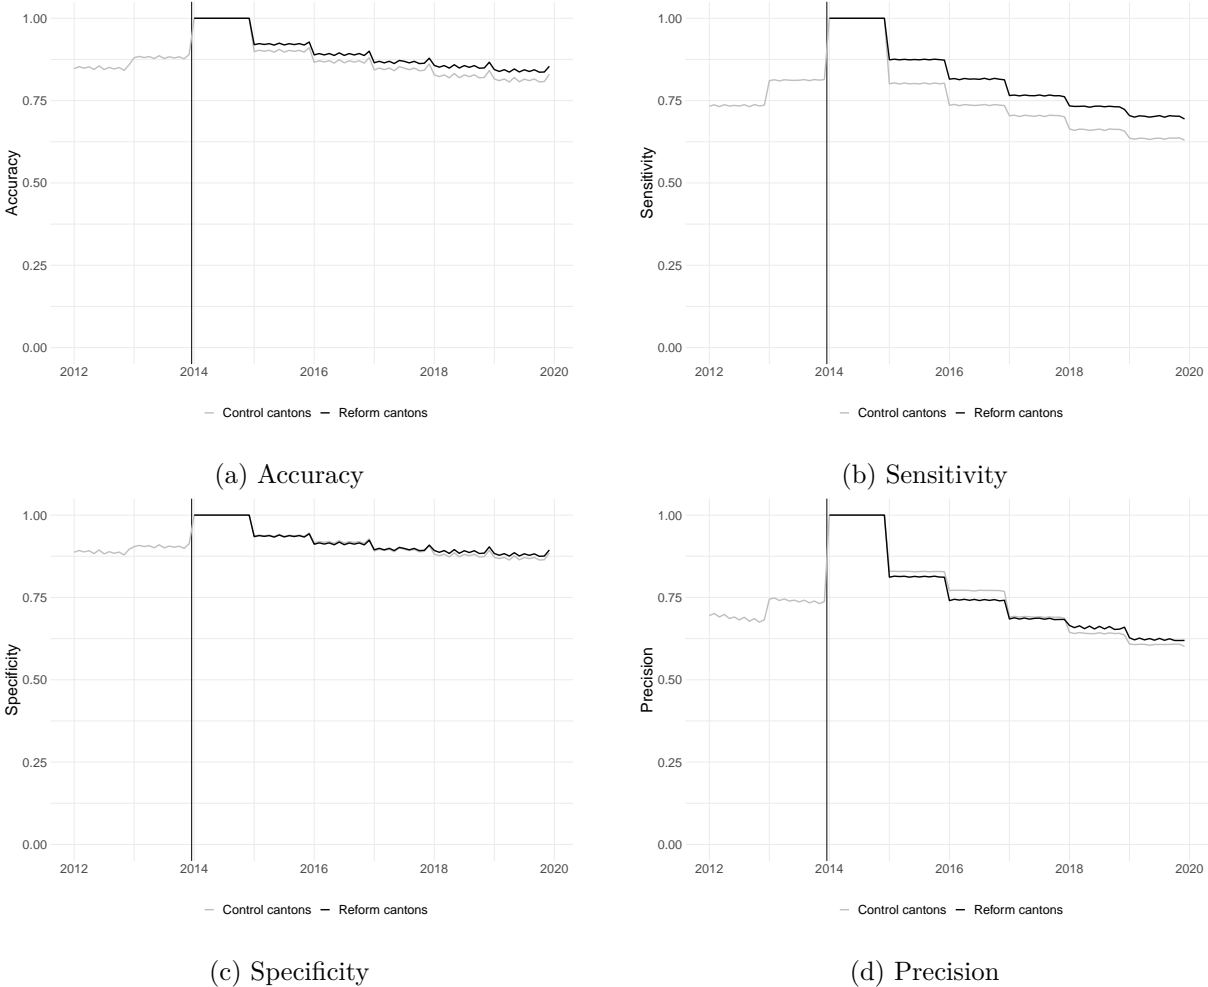 1.00
0.75
0.50
0.25
0.00
Accuracy
2012 2014 2016 2018 2020
Control cantons Reform cantons
(a) Accuracy
1.00
0.75
0.50
0.25
0.00
Sensitivity
2012 2014 2016 2018 2020
Control cantons Reform cantons
(b) Sensitivity
1.00
0.75
0.50
0.25
0.00
Specificity
2012 2014 2016 2018 2020
Control cantons Reform cantons
(c) Specificity
1.00
0.75
0.50
0.25
0.00
Precision
2012 2014 2016 2018 2020
Control cantons Reform cantons
(d) Precision